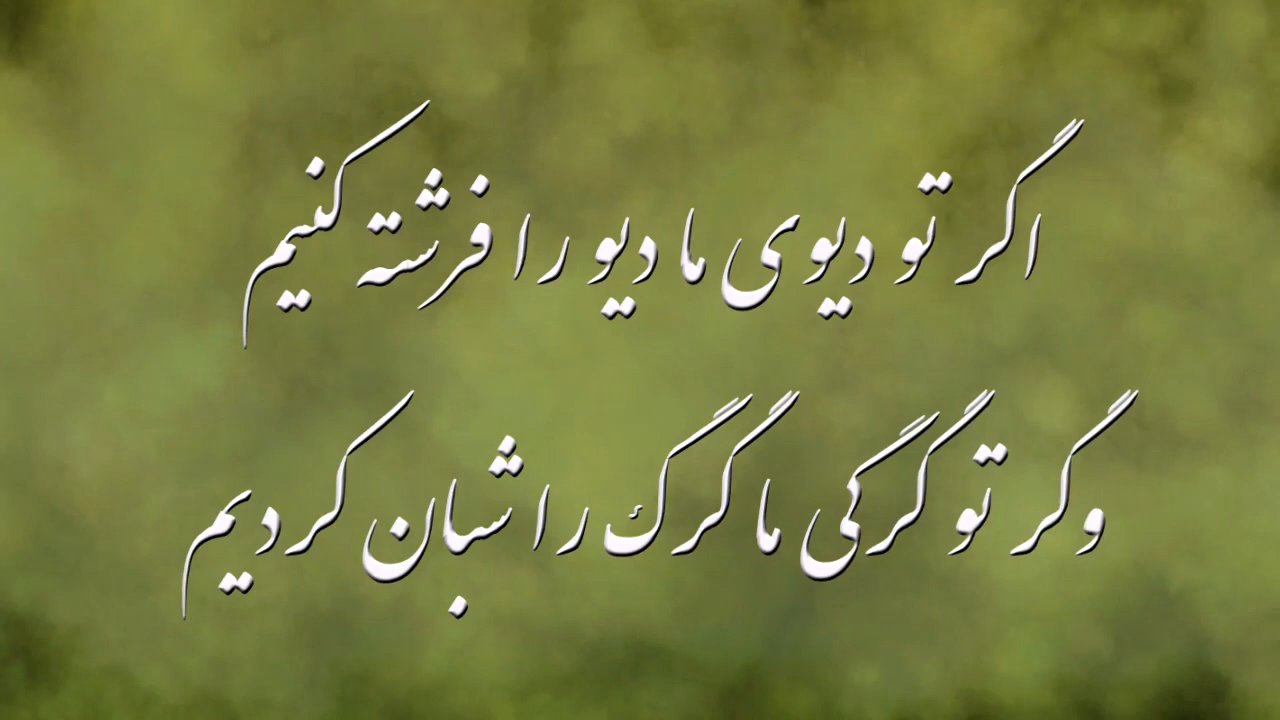 اگر تو دیوی ما دیو را فرشته کنیم
وگر تو گرگی ما گرگ را شبان کردیم